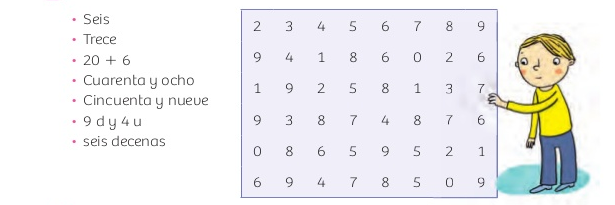 • Seis
• Trece
• 20 + 6
• Cuarenta y ocho
• Cincuenta y nueve
• 9 d y 4 u
• seis decenas
2 3 4 5 6 7 8 9
9 4 1 8 6 0 2 6
1 9 2 5 8 1 3 7
9 3 8 7 4 8 7 6
0 8 6 5 9 5 2 1
6 9 4 7 8 5 0 9